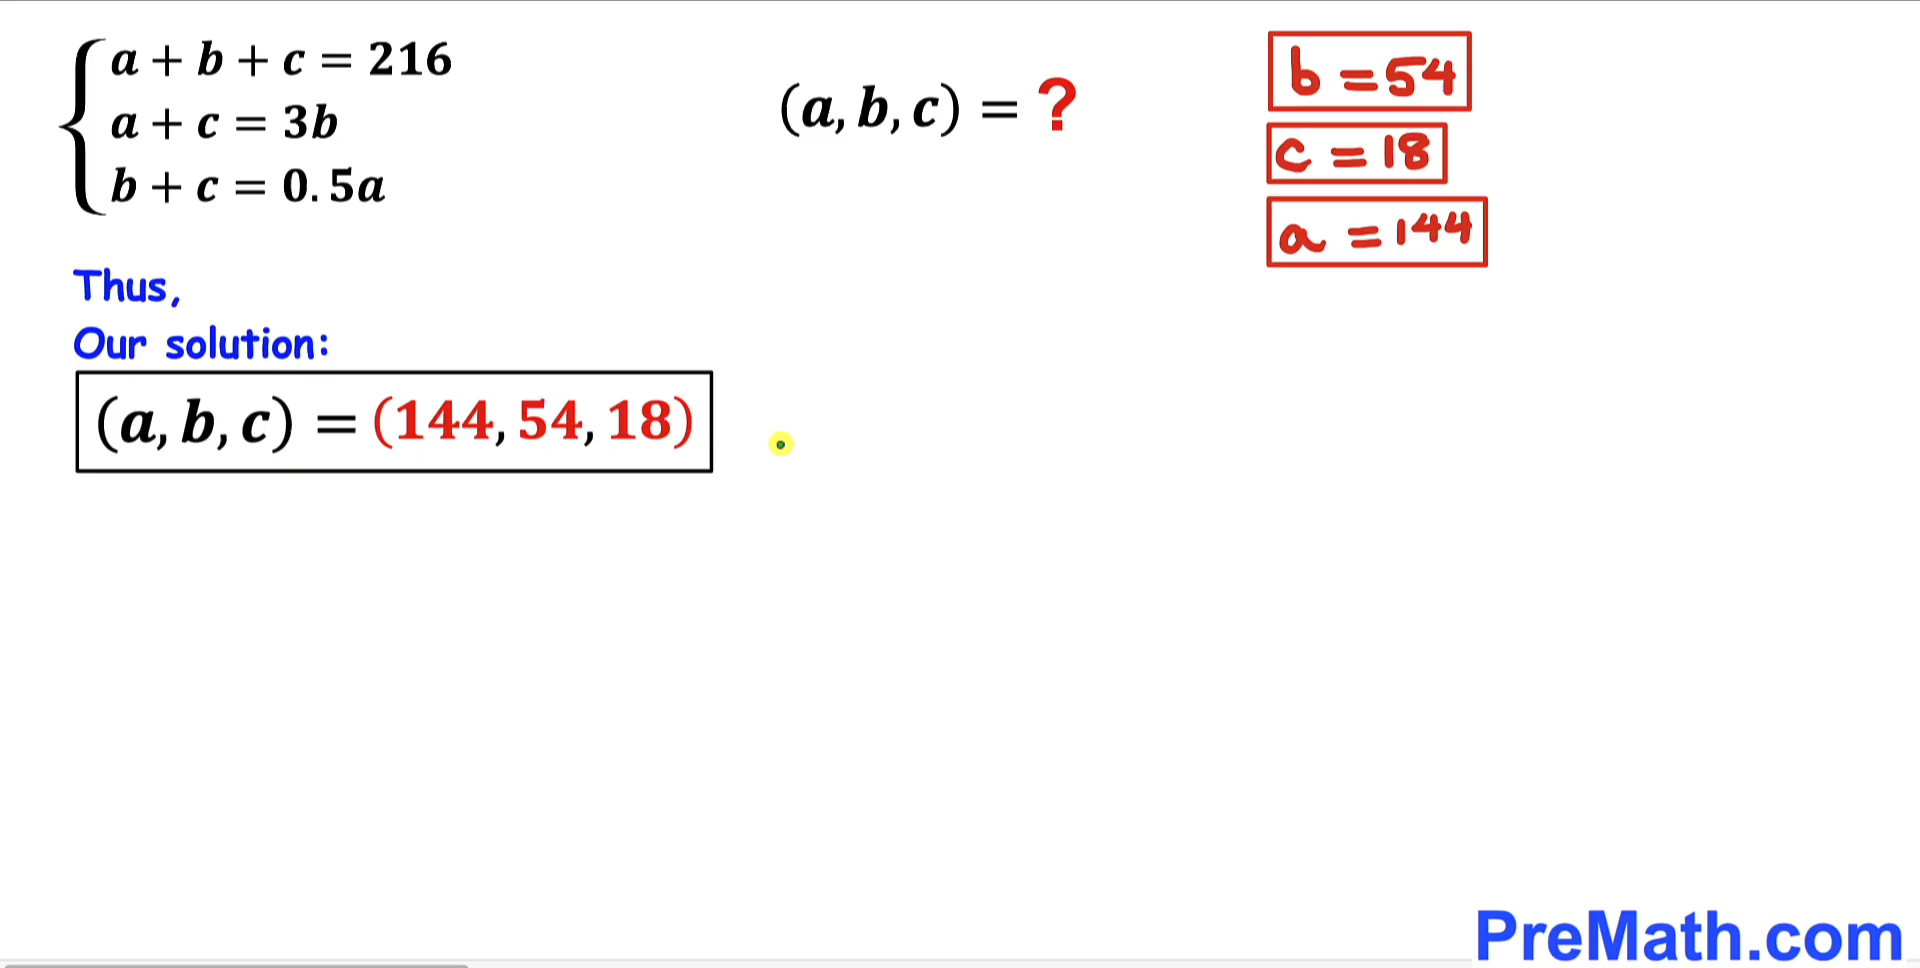 a + b + c = 216
a + c = 3b
b + c = 0.5a
(a, b, c) = ?
b = 54
c = 18
a = 144
Thus,
Our solution:
(a, b, c) = (144, 54, 18)
PreMath.com